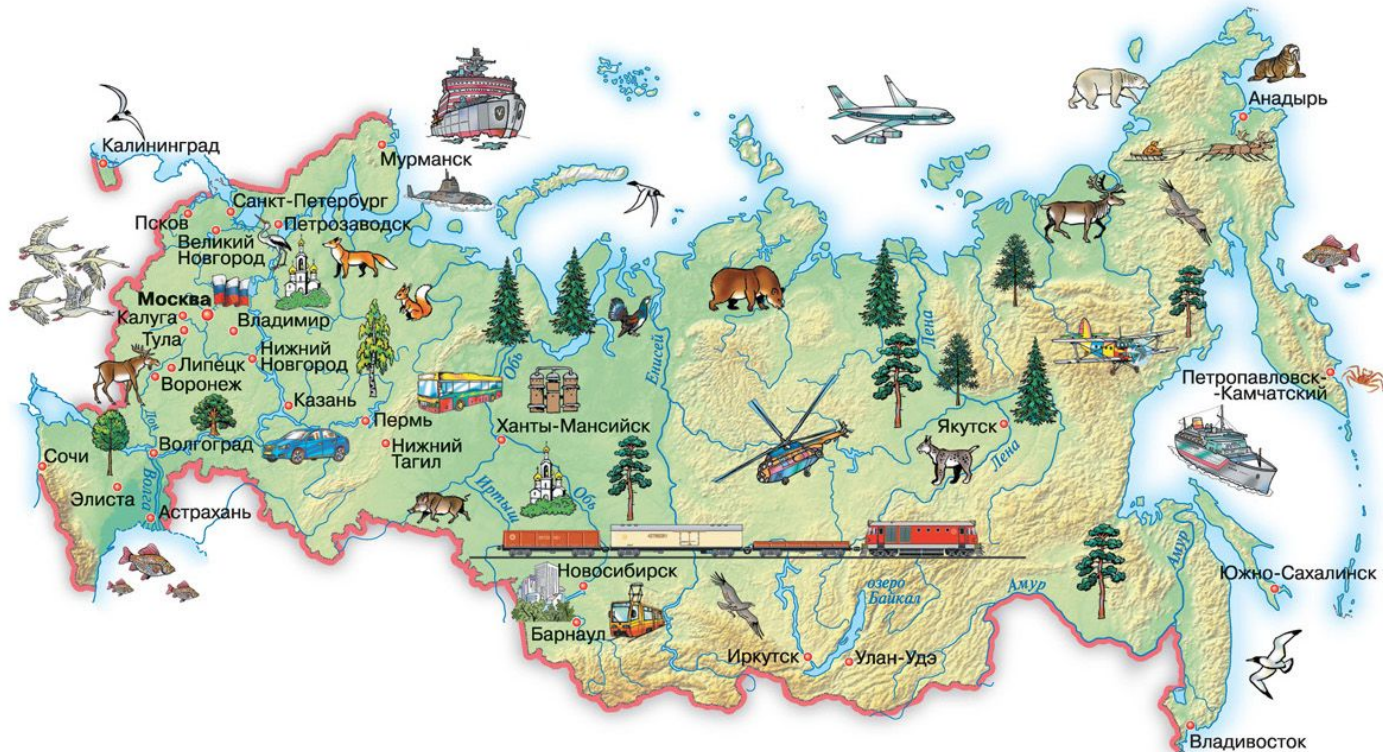 Анадырь
Калининград
Мурманск
Санкт-Петербург
Псков
Петрозаводск
Великий
Новгород
Москва
Калуга
Владимир
Тула
Нижний
Новгород
Липецк
Воронеж
Казань
Пермь
Нижний
Тагил
Дон
Волгоград
Сочи
Элиста
Волга
Астрахань
Обь
Енисей
Лена
Ханты-Мансийск
Иртыш
Обь
Якутск
Лена
Петропавловск-
-Камчатский
Новосибирск
Барнаул
озеро
Байкал
Иркутск
Улан-Удэ
Амур
Амур
Южно-Сахалинск
Владивосток